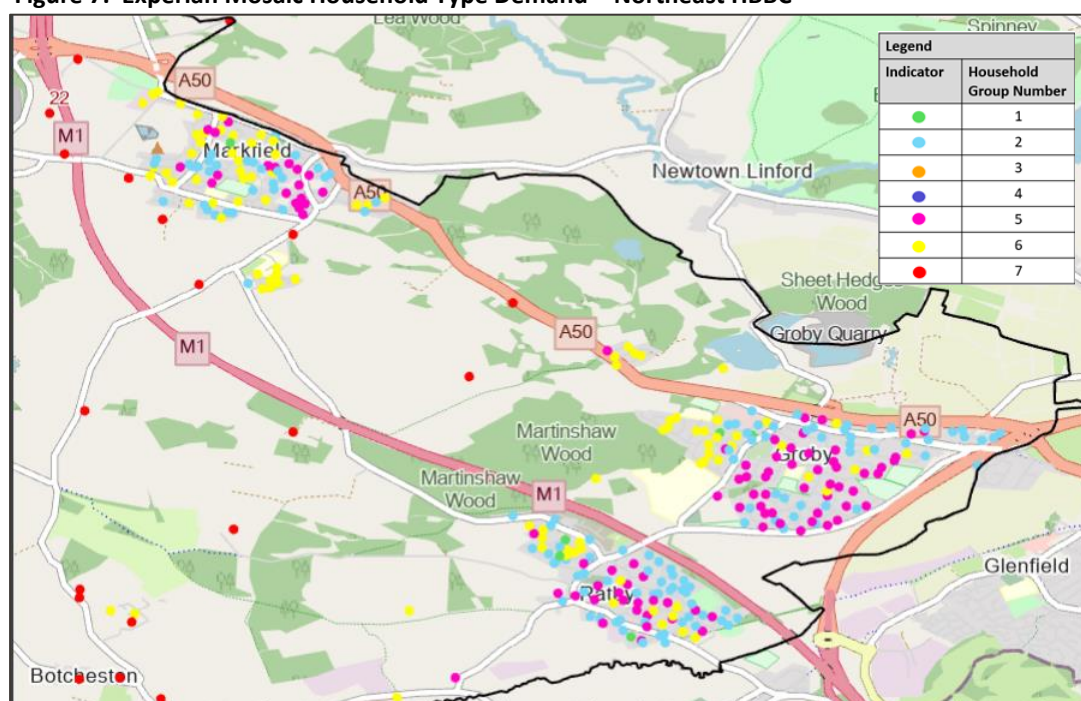 Figure 7: Experian Mosaic Household Type Demand – Northeast HBBC
Lea Wood
Spinney
Legend
Indicator
Household
Group Number
1
2
3
4
5
6
7
A50
22
M1
Markfield
A50
Newtown Linford
Sheet Hedges
Wood
Groby Quarry
A50
M1
A50
Martinshaw
Wood
Groby
Martinshaw
Wood
M1
Glenfield
Ratby
Botcheston